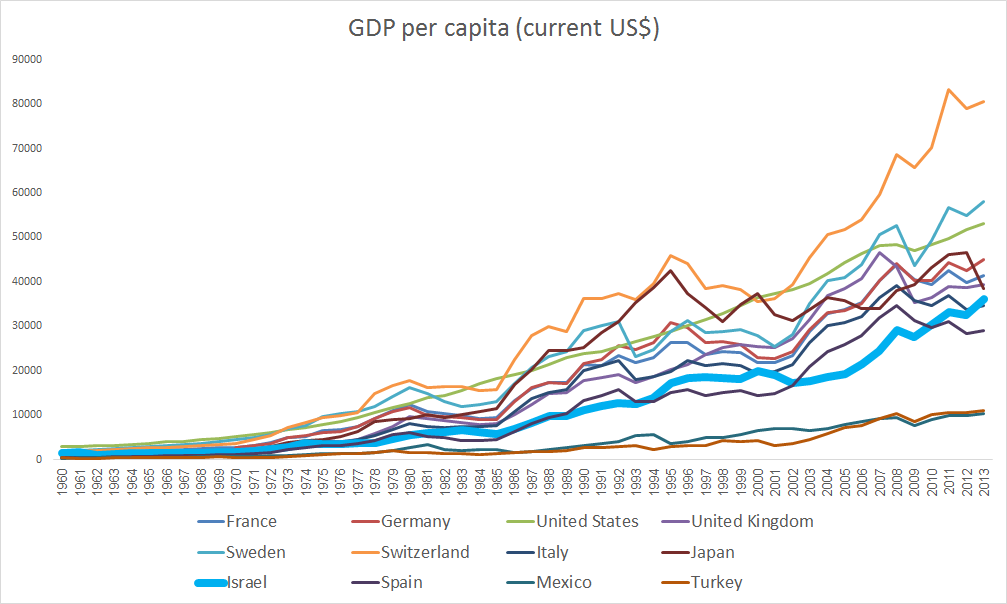 GDP per capita (current US$)
90000
80000
70000
60000
50000
40000
30000
20000
10000
0
1960 1961 1962 1963 1964 1965 1966 1967 1968 1969 1970 1971 1972 1973 1974 1975 1976 1977 1978 1979 1980 1981 1982 1983 1984 1985 1986 1987 1988 1989 1990 1991 1992 1993 1994 1995 1996 1997 1998 1999 2000 2001 2002 2003 2004 2005 2006 2007 2008 2009 2010 2011 2012 2013
France Germany United States United Kingdom
Sweden Switzerland Italy Japan
Israel Spain Mexico Turkey